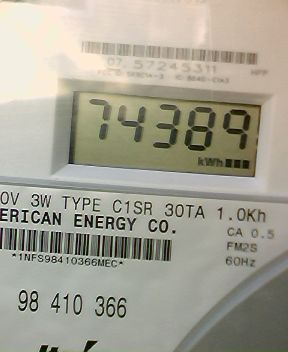 07 57245311
HPP
74389
kWh
0V 3W TYPE C1SR 30TA 1.0Kh
ERICAN ENERGY CO.
CA 0.5
FM2S
*1NFS98410366MEC*
60Hz
98 410 366